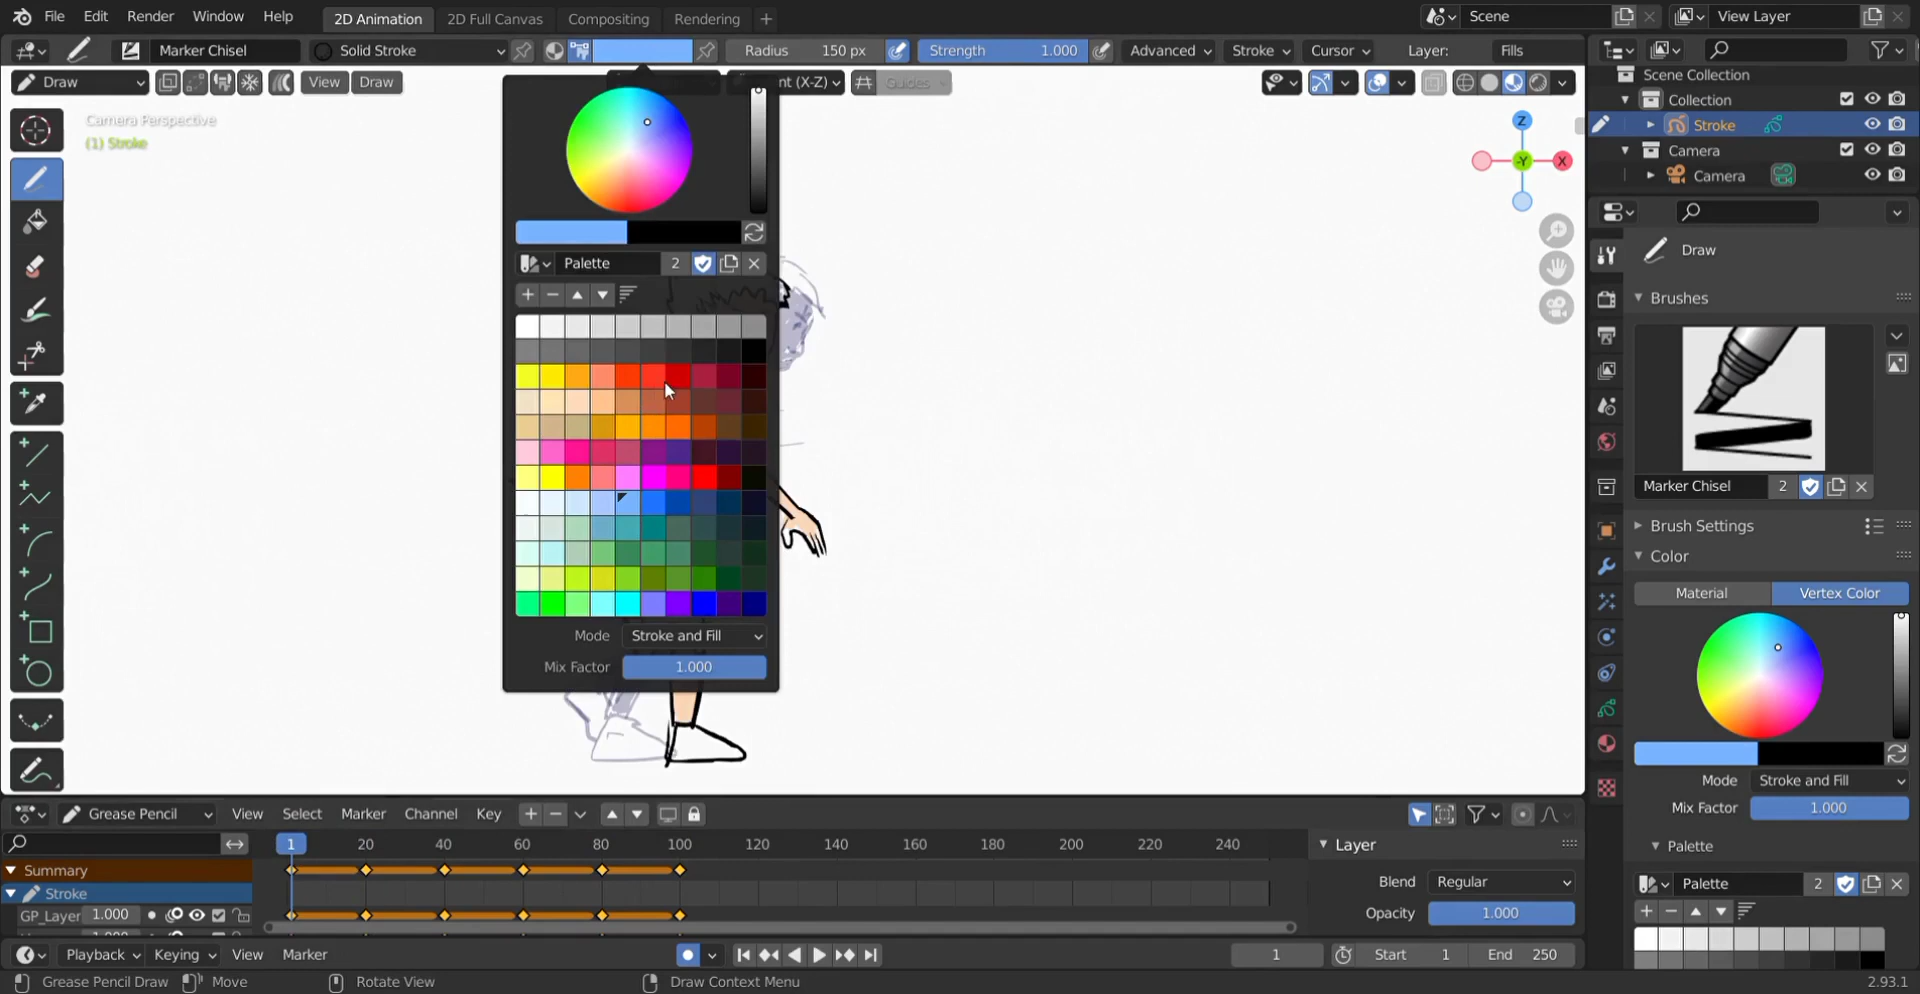 File Edit Render Window Help 2D Animation 2D Full Canvas Compositing Rendering + Scene View Layer
Marker Chisel Solid Stroke Radius 150 px Strength 1.000 Advanced Stroke Cursor Layer: Fills
Draw View Draw nt (X-Z) Guides
Scene Collection
Collection
Stroke
Camera
Camera
Camera Perspective
(1) Stroke
Z
-Y
X
Palette 2
Mode Stroke and Fill
Mix Factor 1.000
Draw
Brushes
Marker Chisel 2
Brush Settings
Color
Material Vertex Color
Mode Stroke and Fill
Mix Factor 1.000
Palette
Palette 2
Grease Pencil View Select Marker Channel Key
1 20 40 60 80 100 120 140 160 180 200 220 240
Summary
Stroke
GP_Layer 1.000
Layer
Blend Regular
Opacity 1.000
Playback Keying View Marker 1 Start 1 End 250
Grease Pencil Draw Move Rotate View Draw Context Menu 2.93.1